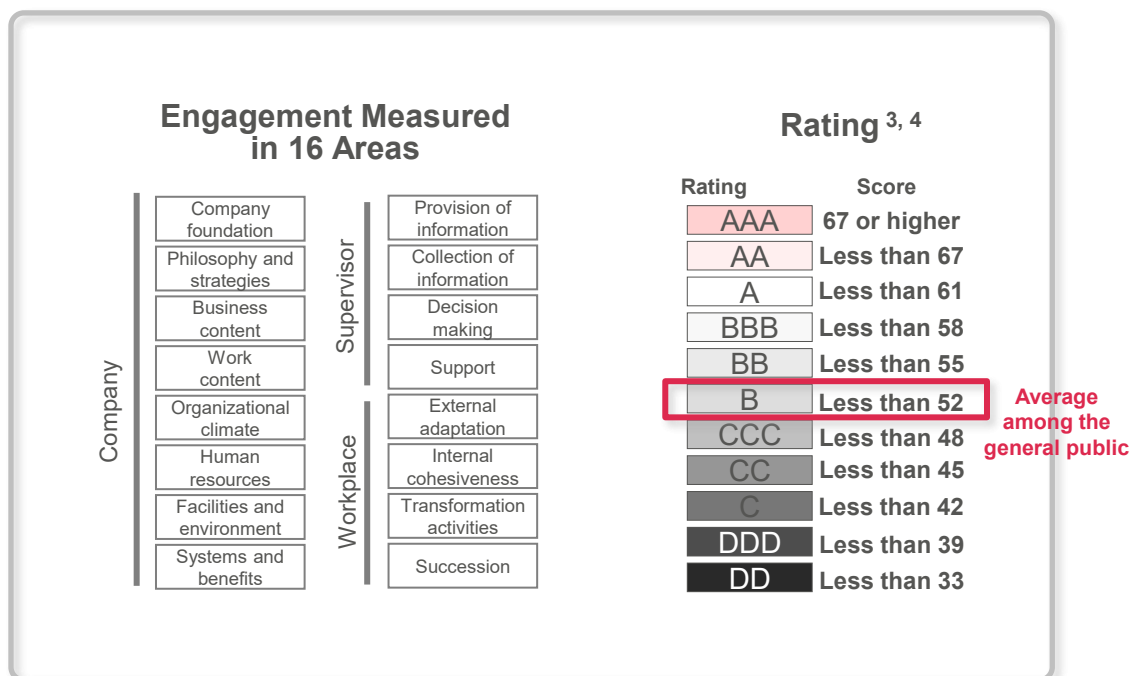 Engagement Measured
in 16 Areas
Company
Company
foundation
Philosophy and
strategies
Business
content
Work
content
Organizational
climate
Human
resources
Facilities and
environment
Systems and
benefits
Supervisor
Provision of
information
Collection of
information
Decision
making
Support
Workplace
External
adaptation
Internal
cohesiveness
Transformation
activities
Succession
Rating 3, 4
Rating Score
AAA 67 or higher
AA Less than 67
A Less than 61
BBB Less than 58
BB Less than 55
B Less than 52
CCC Less than 48
CC Less than 45
C Less than 42
DDD Less than 39
DD Less than 33
Average
among the
general public